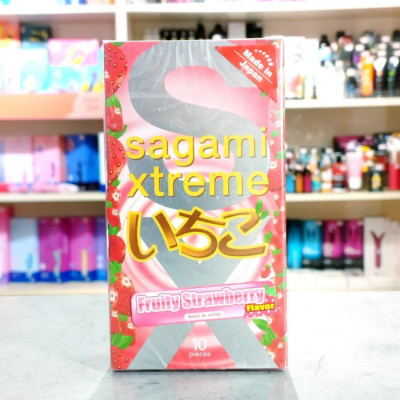 Made in
Japan
sagami
xtreme
いちご
Fruity Strawberry
Flavor
MADE IN JAPAN
10
pieces